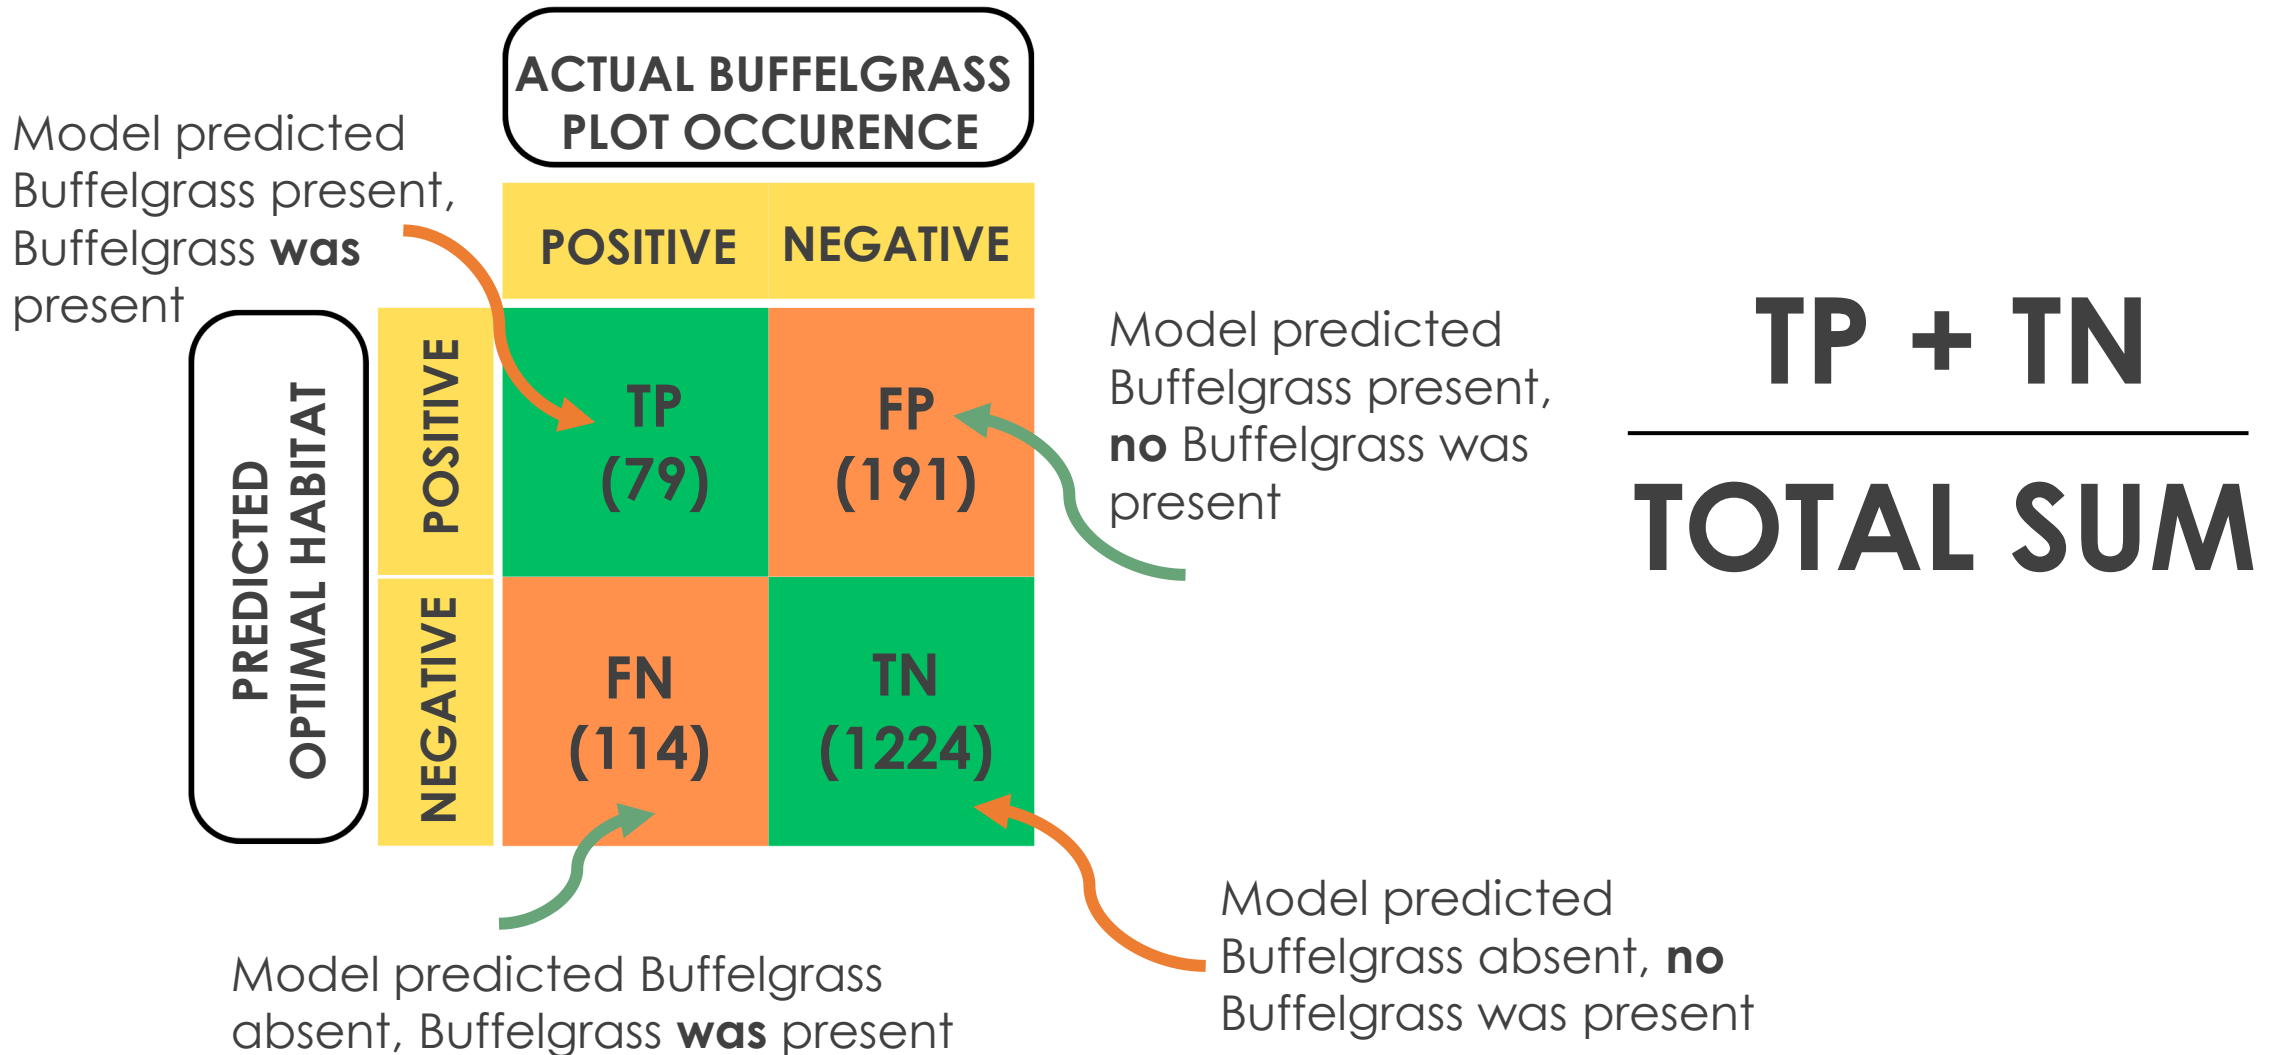 ACTUAL BUFFELGRASS
PLOT OCCURENCE
Model predicted
Buffelgrass present,
Buffelgrass was
present
POSITIVE
NEGATIVE
PREDICTED
OPTIMAL HABITAT
POSITIVE
NEGATIVE
TP
(79)
FP
(191)
FN
(114)
TN
(1224)
Model predicted
Buffelgrass present,
no Buffelgrass was
present
TP + TN
TOTAL SUM
Model predicted Buffelgrass
absent, Buffelgrass was present
Model predicted
Buffelgrass absent, no
Buffelgrass was present